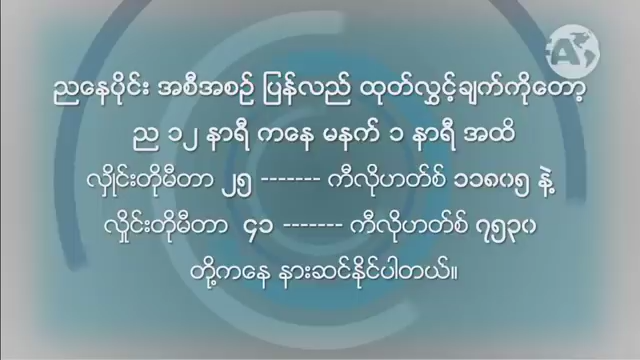 ညနေပိုင်း အစီအစဉ် ပြန်လည် ထုတ်လွှင့်ချက်ကိုတော့
ည ၁၂ နာရီ ကနေ မနက် ၁ နာရီ အထိ
လှိုင်းတိုမီတာ ၂၅ ------- ကီလိုဟတ်စ် ၁၁၈၀၅ နဲ့
လှိုင်းတိုမီတာ ၄၁ ------- ကီလိုဟတ်စ် ၇၅၃၀
တို့ကနေ နားဆင်နိုင်ပါတယ်။